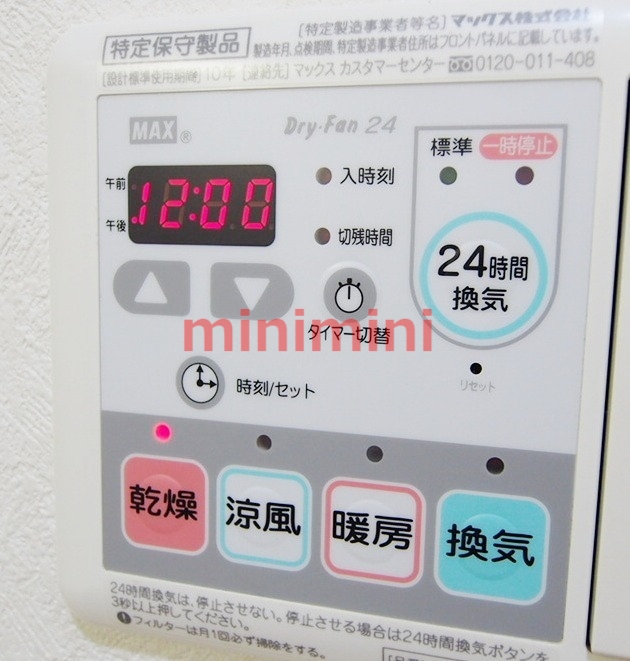 特定保守製品
[特定製造事業者等名] マックス株式会社
製造年月、点検期間、特定製造事業者住所はフロントパネルに記載しています。
[設計標準使用期間] 10年 [連絡先] マックス カスタマーセンター 0120-011-408
MAX® Dry-Fan 24
標準 一時停止
午前
午後
12:00
入時刻
切残時間
24時間
換気
タイマー切替
minimini
時刻/セット
リセット
乾燥 涼風 暖房 換気
24時間換気は、停止させない。停止する場合は24時間換気ボタンを
3秒以上押してください。
フィルターは月1回必ず掃除をする。